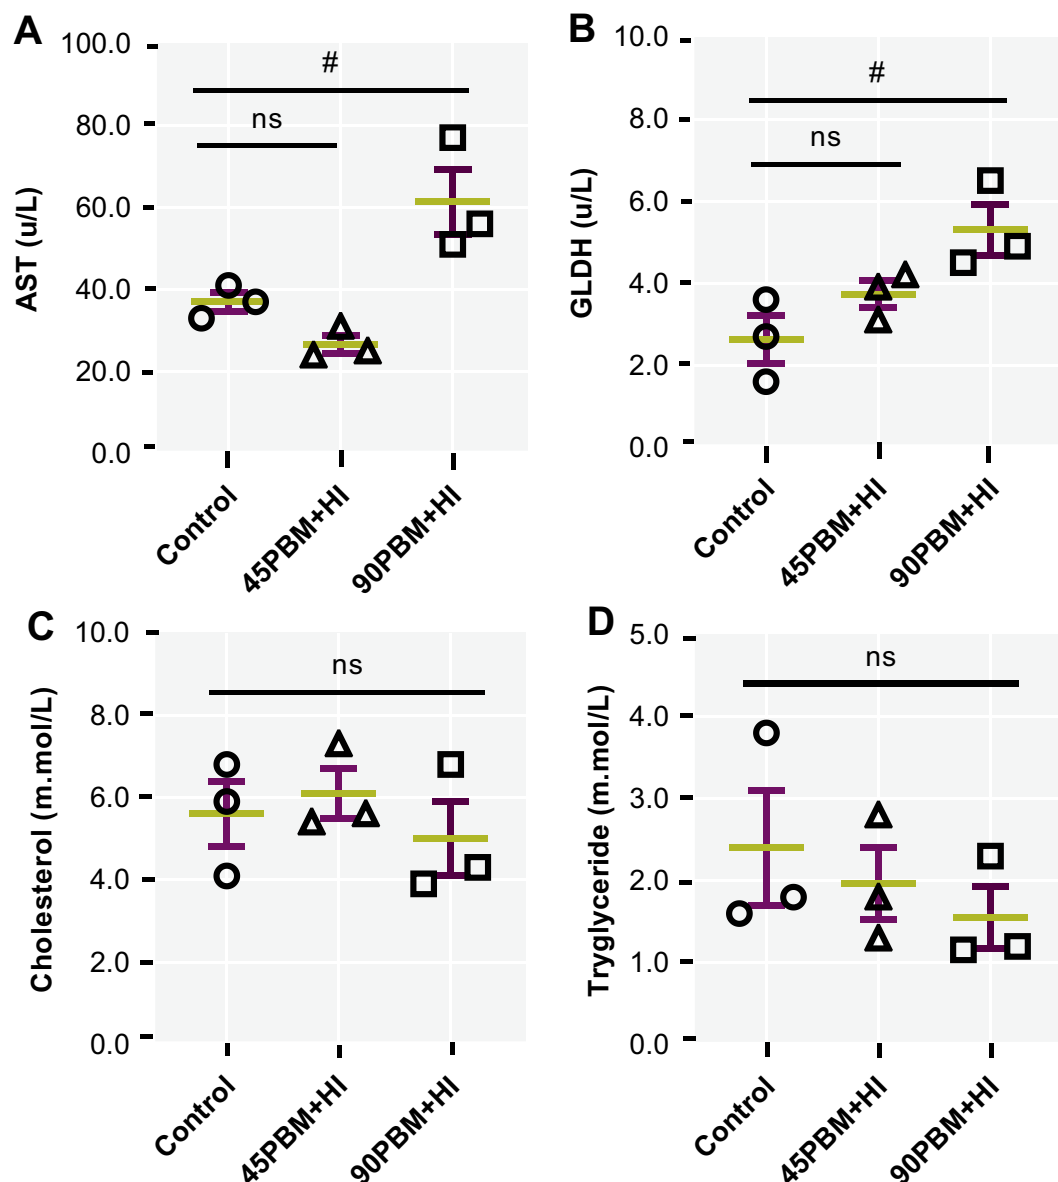 A
AST (u/L)
100.0
80.0
60.0
40.0
20.0
0.0
#
ns
Control
45PBM+HI
90PBM+HI
B
GLDH (u/L)
10.0
8.0
6.0
4.0
2.0
0.0
#
ns
Control
45PBM+HI
90PBM+HI
C
Cholesterol (m.mol/L)
10.0
8.0
6.0
4.0
2.0
0.0
ns
Control
45PBM+HI
90PBM+HI
D
Tryglyceride (m.mol/L)
5.0
4.0
3.0
2.0
1.0
0.0
ns
Control
45PBM+HI
90PBM+HI